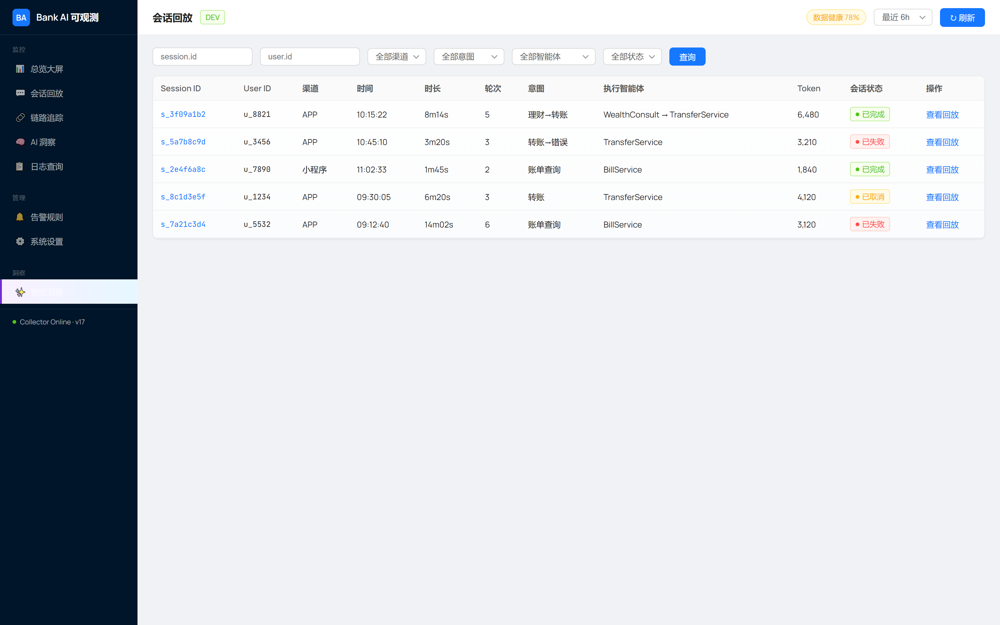 BA Bank AI 可观测
监控
总览大屏
会话回放
链路追踪
AI 洞察
日志查询
管理
告警规则
系统设置
洞察
智能洞察
Collector Online · v17
会话回放 DEV 数据健康 78% 最近 6h ↻ 刷新
session.id user.id 全部渠道 全部意图 全部智能体 全部状态 查询
Session ID User ID 渠道 时间 时长 轮次 意图 执行智能体 Token 会话状态 操作
s_3f09a1b2 u_8821 APP 10:15:22 8m14s 5 理财→转账 WealthConsult → TransferService 6,480 已完成 查看回放
s_5a7b8c9d u_3456 APP 10:45:10 3m20s 3 转账→错误 TransferService 3,210 已失败 查看回放
s_2e4f6a8c u_7890 小程序 11:02:33 1m45s 2 账单查询 BillService 1,840 已完成 查看回放
s_8c1d3e5f u_1234 APP 09:30:05 6m20s 3 转账 TransferService 4,120 已取消 查看回放
s_7a21c3d4 u_5532 APP 09:12:40 14m02s 6 账单查询 BillService 3,120 已失败 查看回放